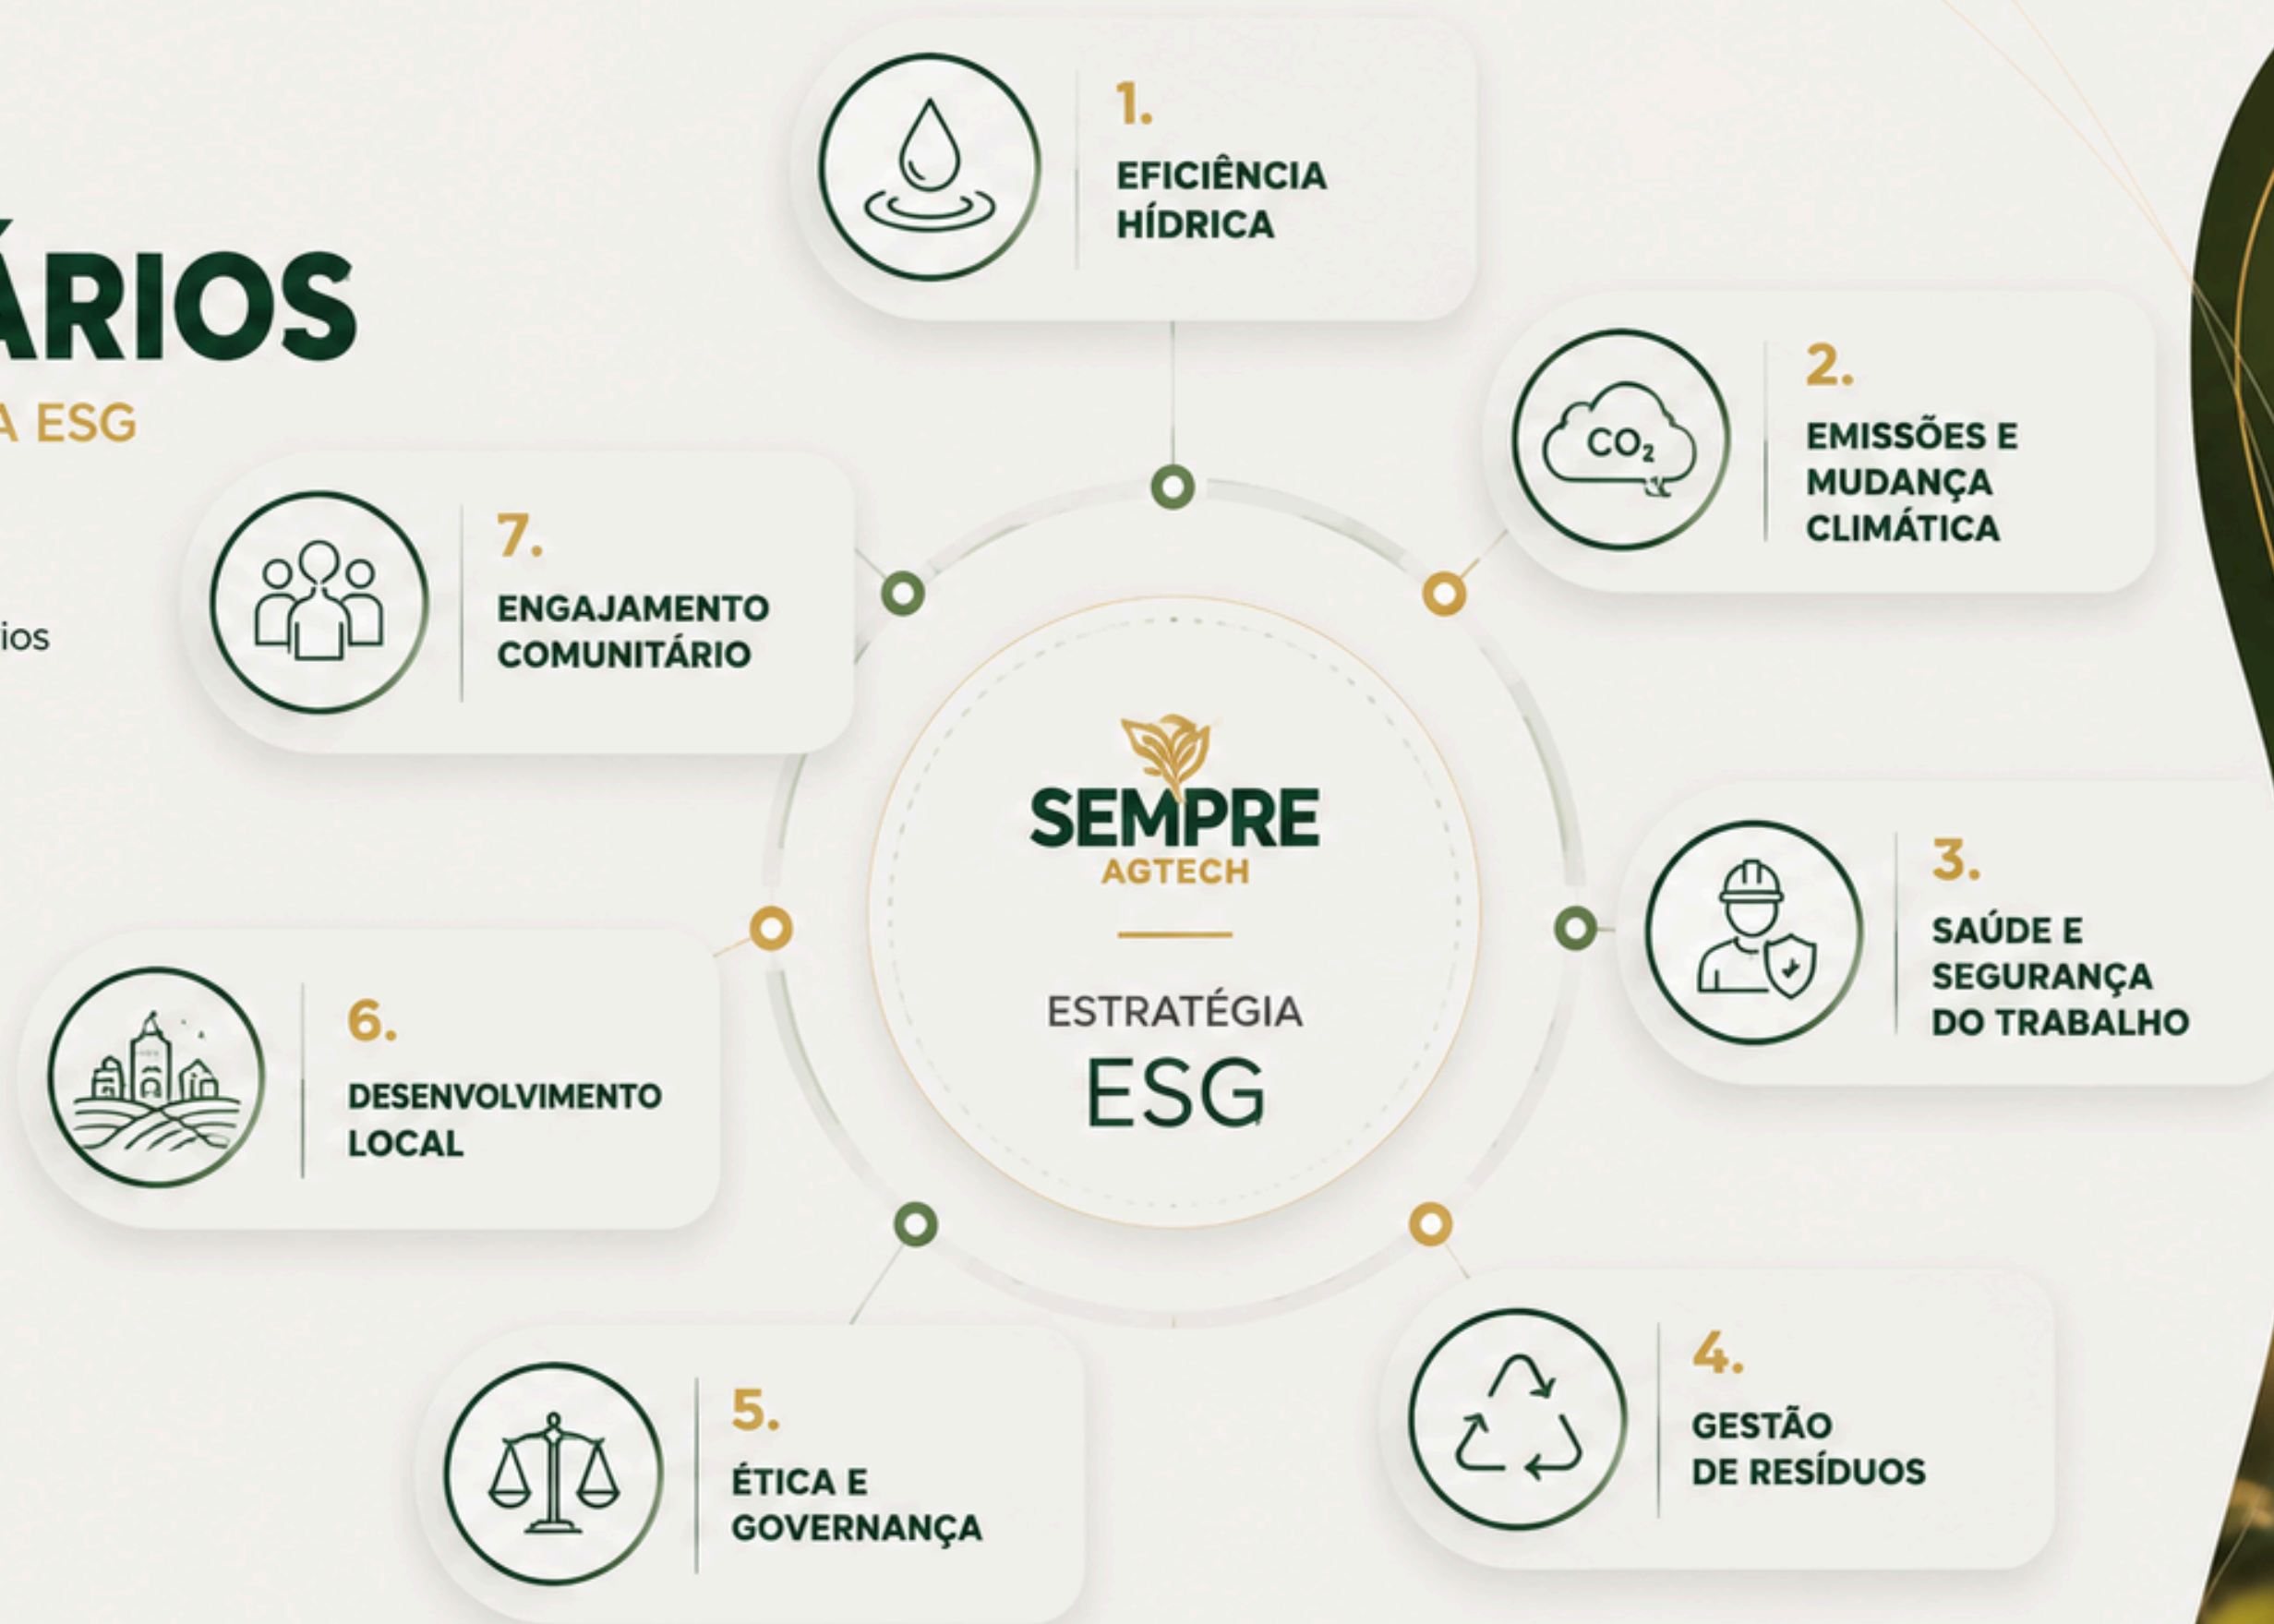 ÁRIOS
A ESG
ios
1.
EFICIÊNCIA
HÍDRICA
2.
EMISSÕES E
MUDANÇA
CLIMÁTICA
CO₂
3.
SAÚDE E
SEGURANÇA
DO TRABALHO
4.
GESTÃO
DE RESÍDUOS
5.
ÉTICA E
GOVERNANÇA
6.
DESENVOLVIMENTO
LOCAL
7.
ENGAJAMENTO
COMUNITÁRIO
SEMPRE
AGTECH
ESTRATÉGIA
ESG